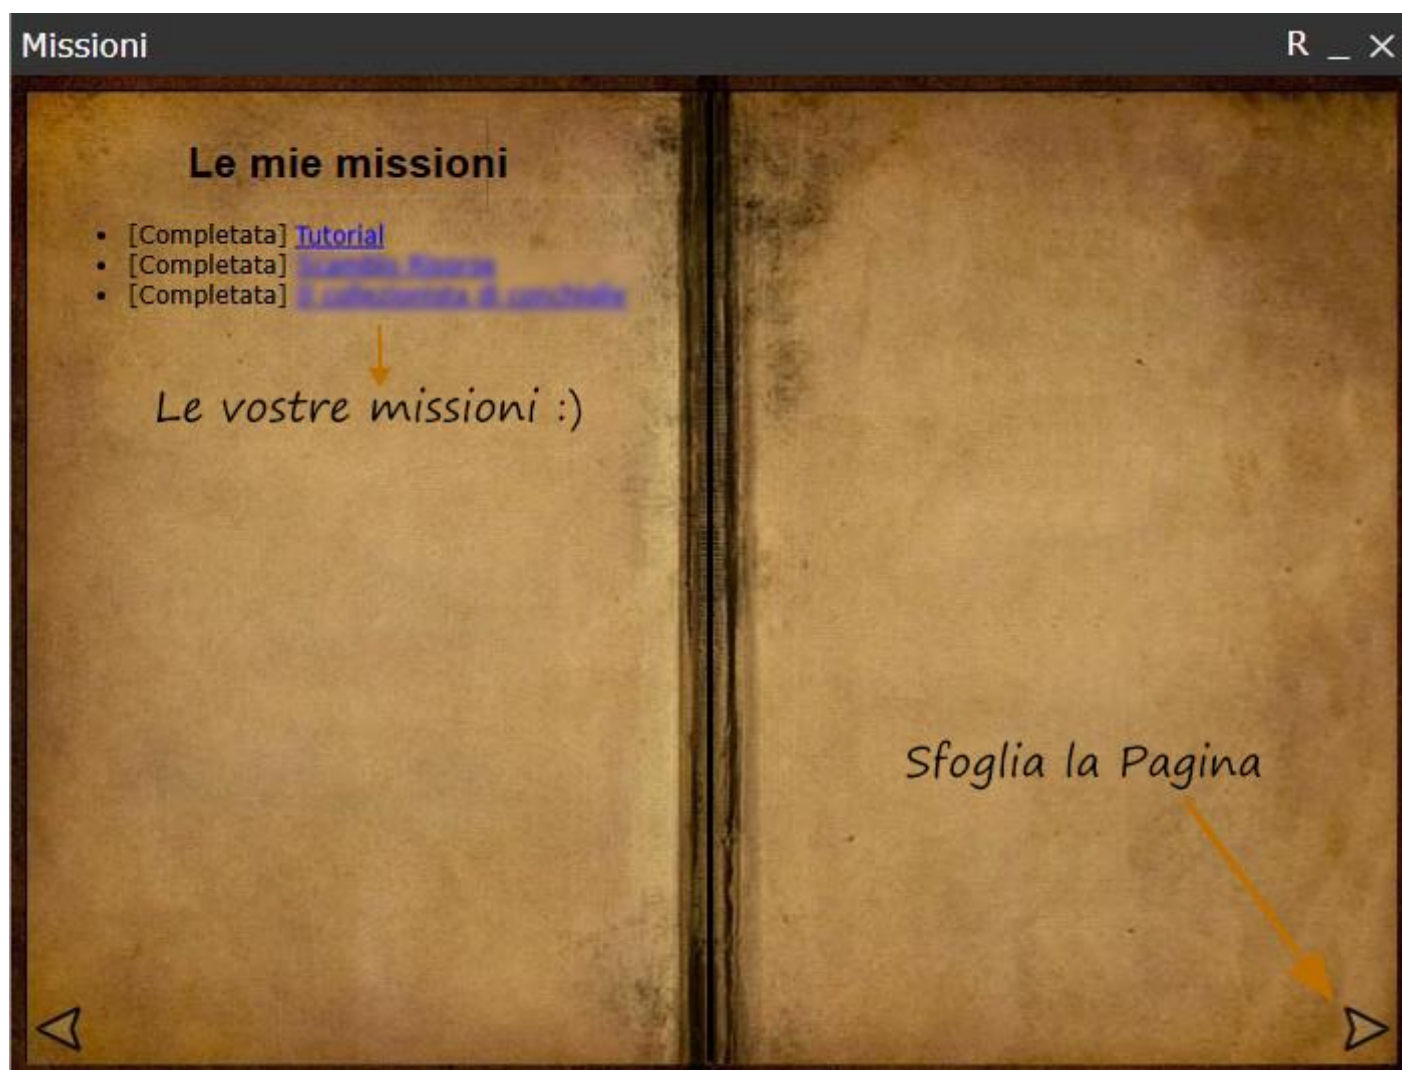 Missioni R _ ×
Le mie missioni
• [Completata] Tutorial
• [Completata]
• [Completata]
Le vostre missioni :)
Sfoglia la Pagina